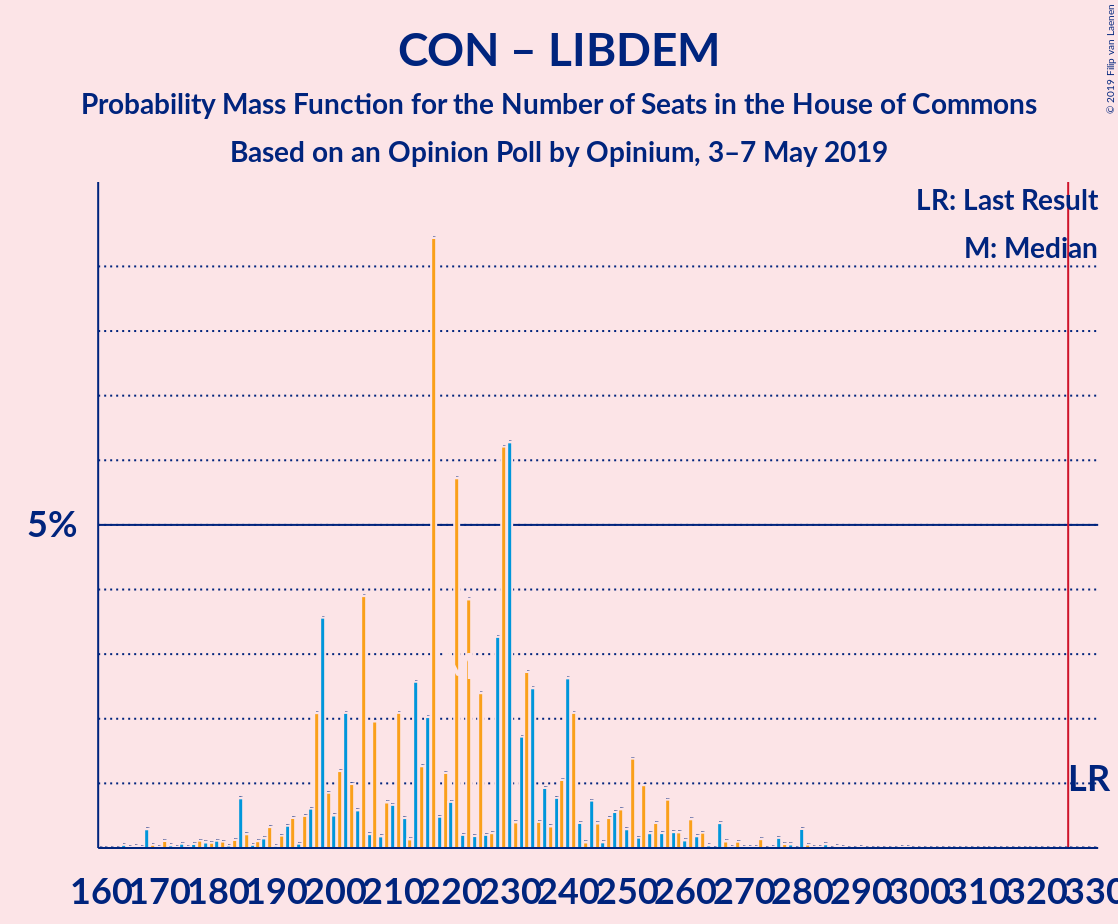 CON – LIBDEM
Probability Mass Function for the Number of Seats in the House of Commons
Based on an Opinion Poll by Opinium, 3–7 May 2019
© 2019 Filip van Laenen
LR: Last Result
M: Median
5%
M
LR
160 170 180 190 200 210 220 230 240 250 260 270 280 290 300 310 320 330